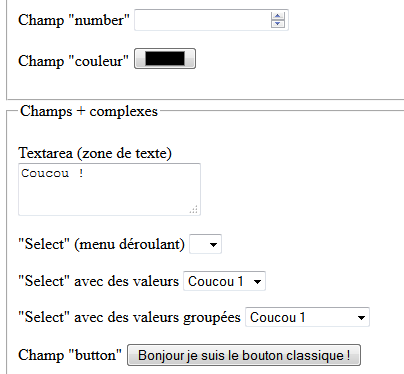 Champ "number"
Champ "couleur"
Champs + complexes
Textarea (zone de texte)
Coucou !
"Select" (menu déroulant)
"Select" avec des valeurs Coucou 1
"Select" avec des valeurs groupées Coucou 1
Champ "button" Bonjour je suis le bouton classique !